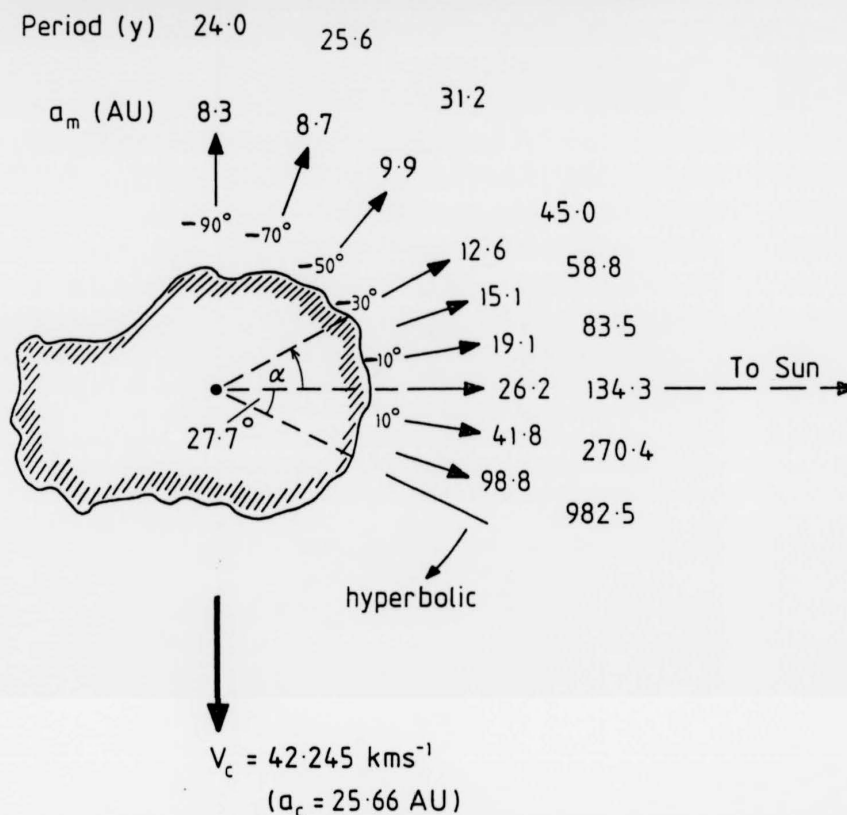 Period (y) 24·0 25·6
31·2
a_m (AU) 8·3 8·7
9·9
-90° -70° -50°
45·0
12·6 58·8
-30°
15·1
83·5
-10° 19·1
α 26·2 134·3 To Sun
27·7° 10°
41·8 270·4
98·8
982·5
hyperbolic
V_c = 42·245 kms⁻¹
(a_c = 25·66 AU)